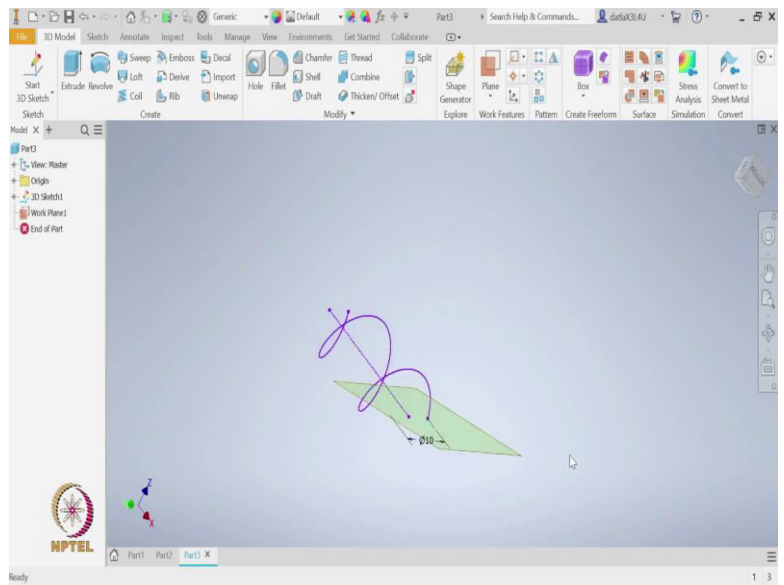 Generic Default Part3 Search Help & Commands... datlaX3L4U
File 3D Model Sketch Annotate Inspect Tools Manage View Environments Get Started Collaborate
Start 3D Sketch Extrude Revolve Sweep Emboss Decal Hole Fillet Chamfer Thread Split Shape Generator Plane Box Stress Analysis Convert to Sheet Metal
Loft Derive Import Shell Combine
Coil Rib Unwrap Draft Thicken/ Offset
Sketch Create Modify Explore Work Features Pattern Create Freeform Surface Simulation Convert
Model
Part3
View: Master
Origin
3D Sketch1
Work Plane1
End of Part
Ø10
Z
X
NPTEL
Part1 Part2 Part3
Ready 1 3